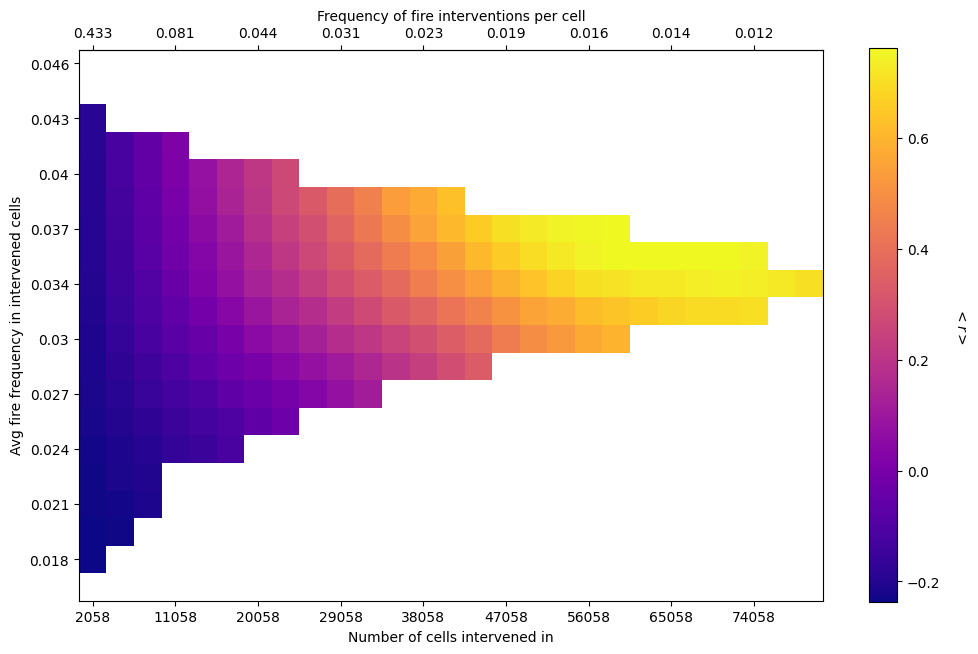 Frequency of fire interventions per cell
0.433 0.081 0.044 0.031 0.023 0.019 0.016 0.014 0.012
Avg fire frequency in intervened cells
0.046
0.043
0.04
0.037
0.034
0.03
0.027
0.024
0.021
0.018
2058 11058 20058 29058 38058 47058 56058 65058 74058
Number of cells intervened in
0.6
0.4
0.2
0.0
−0.2
< r >